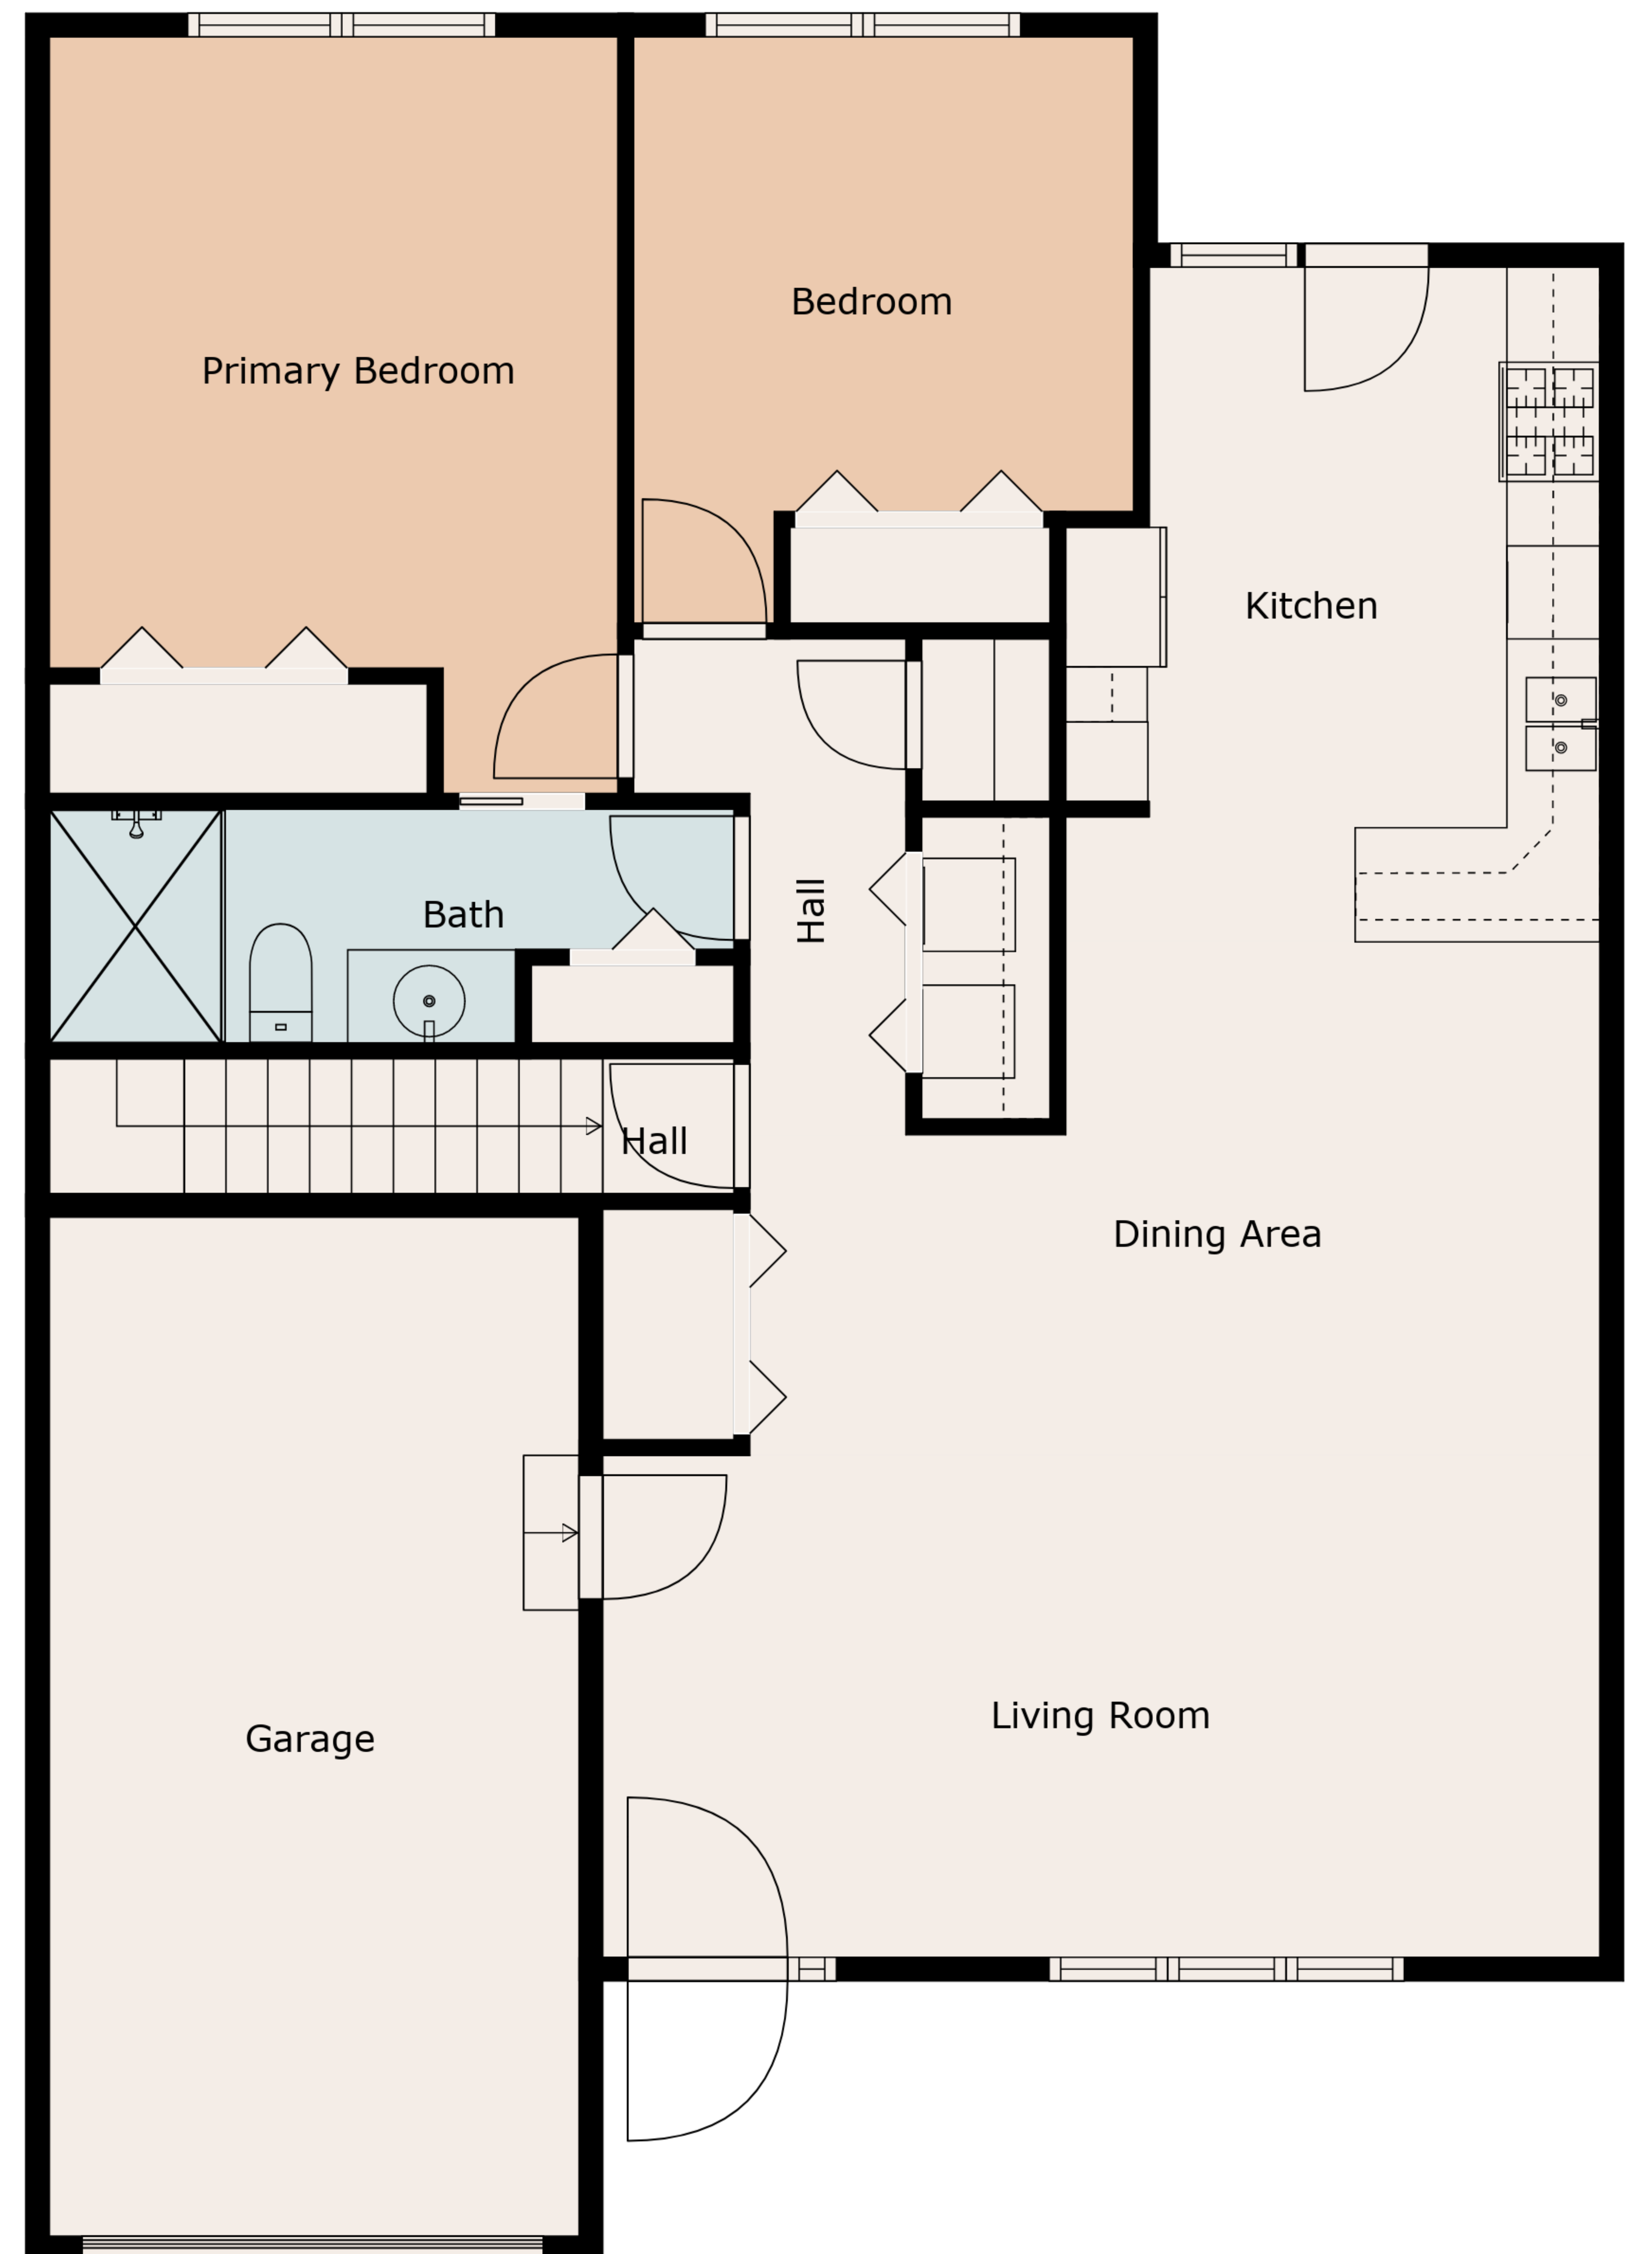 Bedroom
Primary Bedroom
Kitchen
Bath
Hall
Hall
Dining Area
Living Room
Garage